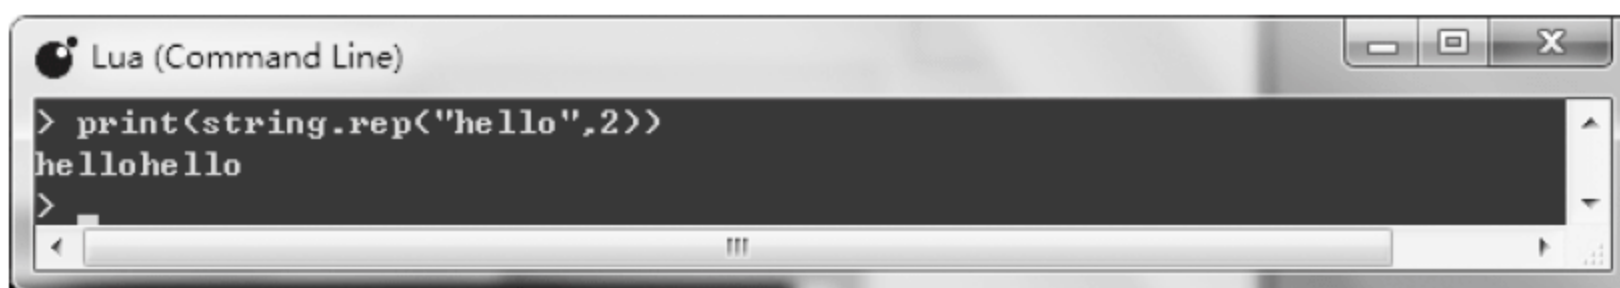 Lua (Command Line)
> print(string.rep("hello",2))
hellohello
>